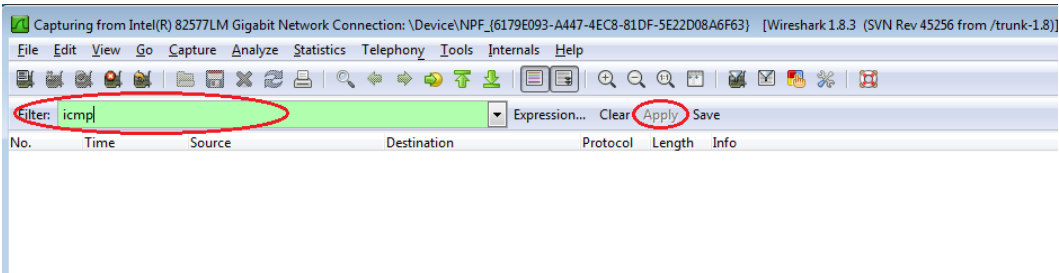 Capturing from Intel(R) 82577LM Gigabit Network Connection: \Device\NPF_{6179E093-A447-4EC8-81DF-5E22D08A6F63} [Wireshark 1.8.3 (SVN Rev 45256 from /trunk-1.8)]
File Edit View Go Capture Analyze Statistics Telephony Tools Internals Help
Filter: icmp Expression... Clear Apply Save
No. Time Source Destination Protocol Length Info